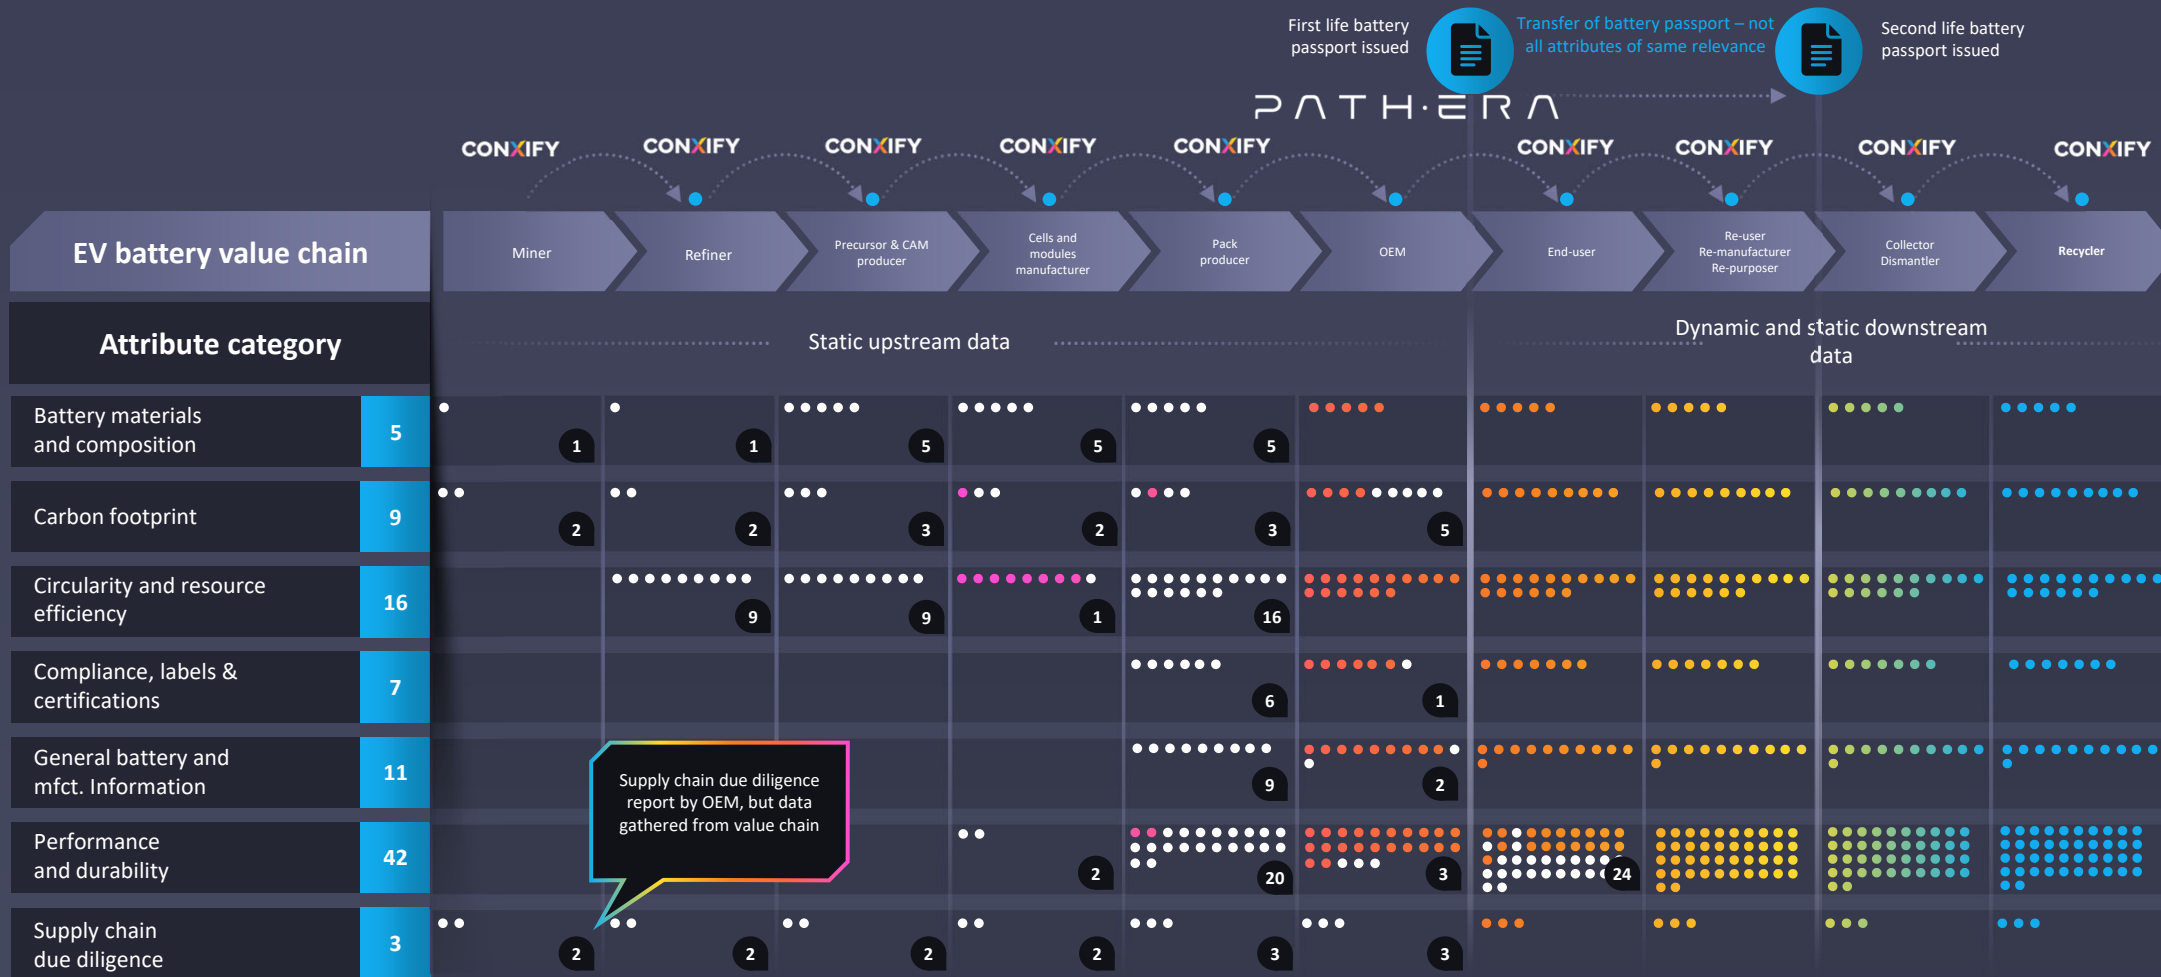 First life battery
passport issued
Transfer of battery passport – not
all attributes of same relevance
Second life battery
passport issued
PATH·ERA
CONXIFY
CONXIFY
CONXIFY
CONXIFY
CONXIFY
CONXIFY
CONXIFY
CONXIFY
CONXIFY
EV battery value chain
Miner
Refiner
Precursor & CAM
producer
Cells and
modules
manufacturer
Pack
producer
OEM
End-user
Re-user
Re-manufacturer
Re-purposer
Collector
Dismantler
Recycler
Attribute category
Static upstream data
Dynamic and static downstream
data
Battery materials
and composition
5
1
1
5
5
5
Carbon footprint
9
2
2
3
2
3
5
Circularity and resource
efficiency
16
9
9
1
16
Compliance, labels &
certifications
7
6
1
General battery and
mfct. Information
11
9
2
Supply chain due diligence
report by OEM, but data
gathered from value chain
Performance
and durability
42
2
20
3
24
Supply chain
due diligence
3
2
2
2
2
3
3